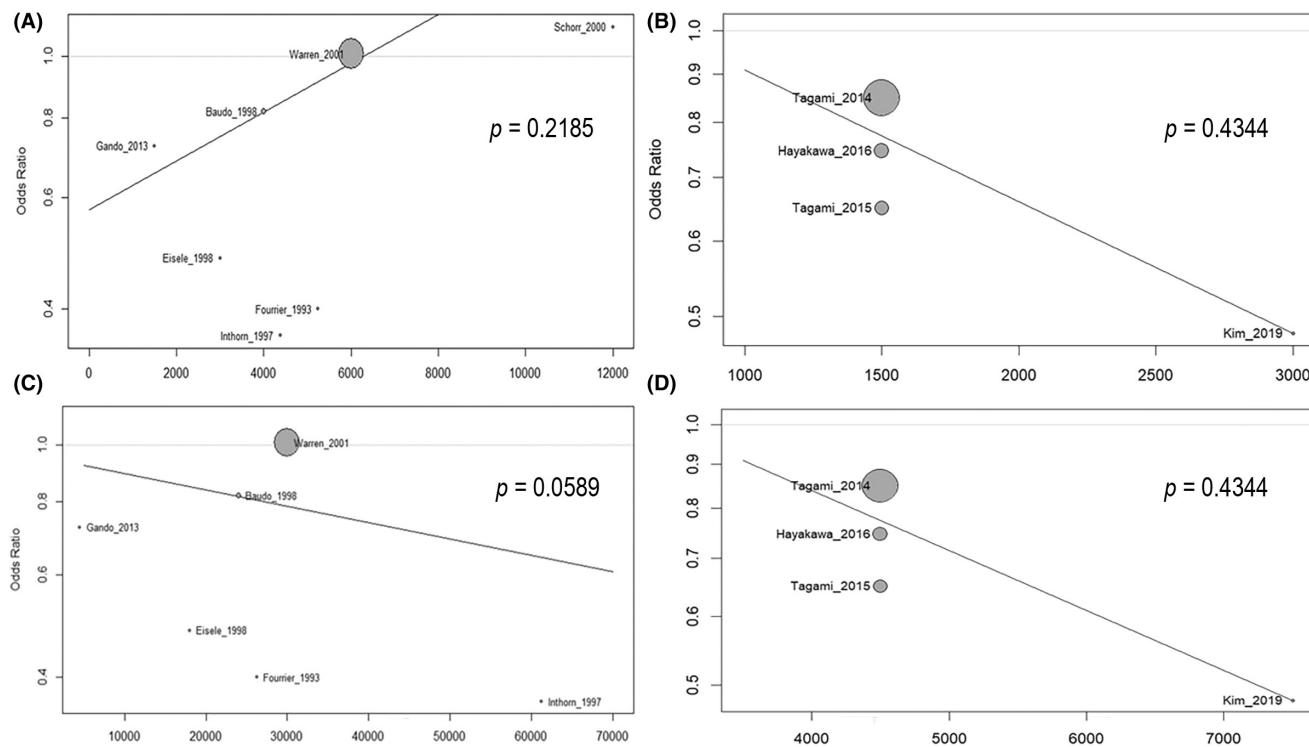 (A)
Odds Ratio
1.0
0.8
0.6
0.4
Schorr_2000
Warren_2001
Baudo_1998
Gando_2013
p = 0.2185
Eisele_1998
Fourrier_1993
Inthorn_1997
0 2000 4000 6000 8000 10000 12000
(B)
Odds Ratio
1.0
0.9
0.8
0.7
0.6
0.5
Tagami_2014
p = 0.4344
Hayakawa_2016
Tagami_2015
Kim_2019
1000 1500 2000 2500 3000
(C)
Odds Ratio
1.0
0.8
0.6
0.4
Warren_2001
p = 0.0589
Baudo_1998
Gando_2013
Eisele_1998
Fourrier_1993
Inthorn_1997
10000 20000 30000 40000 50000 60000 70000
(D)
1.0
0.9
0.8
0.7
0.6
0.5
Tagami_2014
p = 0.4344
Hayakawa_2016
Tagami_2015
Kim_2019
4000 5000 6000 7000